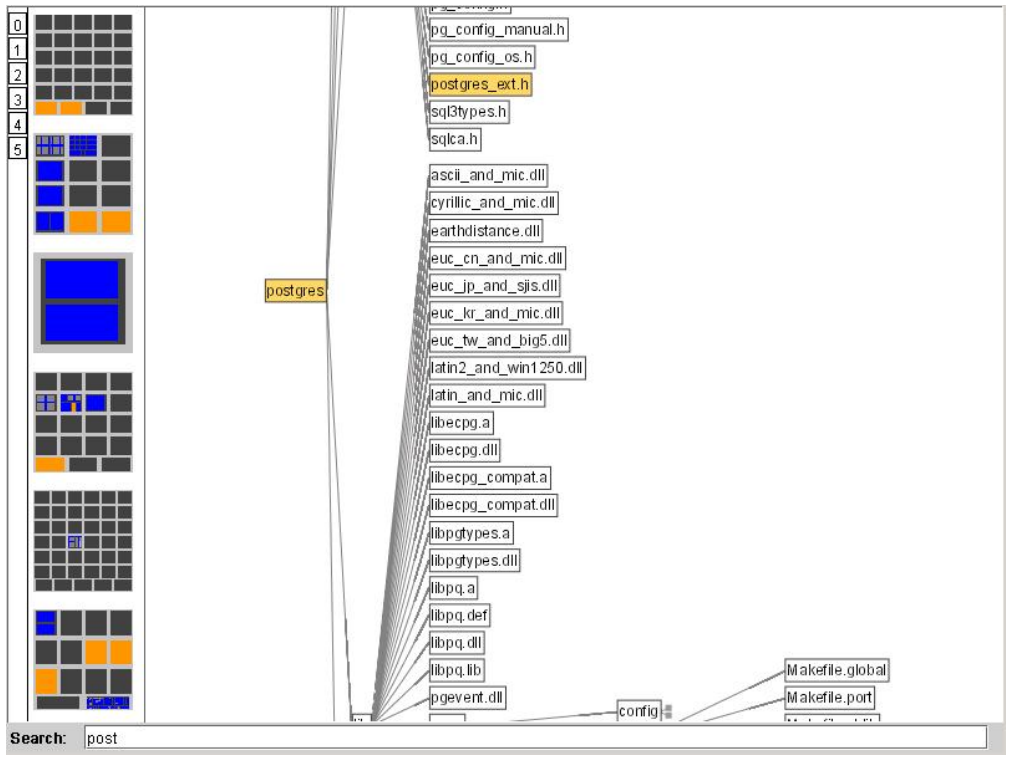 0
1
2
3
4
5
pg_config_manual.h
pg_config_os.h
postgres_ext.h
sql3types.h
sqlca.h
ascii_and_mic.dll
cyrillic_and_mic.dll
earthdistance.dll
euc_cn_and_mic.dll
postgres
euc_jp_and_sjis.dll
euc_kr_and_mic.dll
euc_tw_and_big5.dll
latin2_and_win1250.dll
latin_and_mic.dll
libecpg.a
libecpg.dll
libecpg_compat.a
libecpg_compat.dll
libpgtypes.a
libpgtypes.dll
libpq.a
libpq.def
libpq.dll
libpq.lib
Makefile.global
pgevent.dll
Makefile.port
config
Search: post